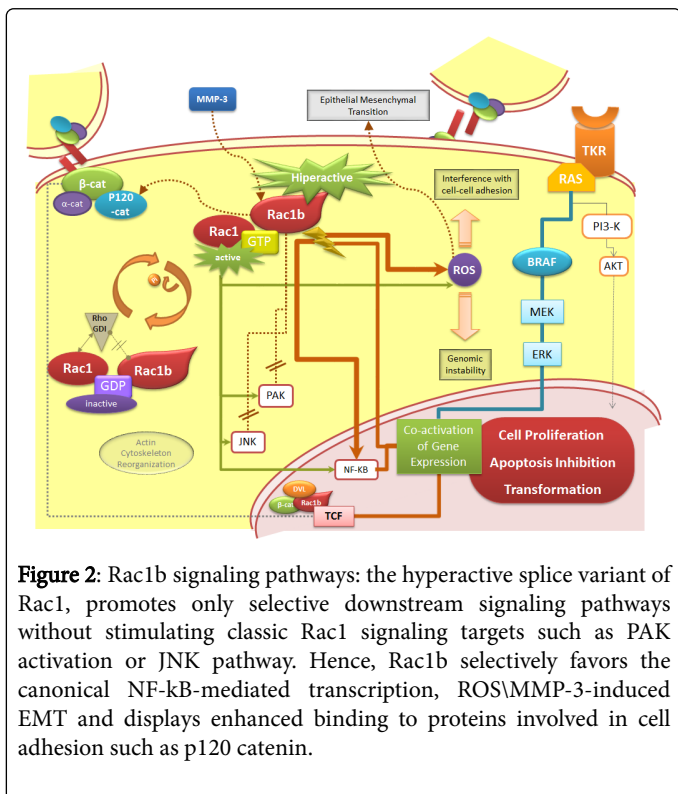 MMP-3
Epithelial Mesenchymal
Transition
TKR
RAS
β-cat
α-cat
P120
-cat
Hiperactive
Rac1b
Rac1
GTP
active
Interference with
cell-cell adhesion
PI3-K
ROS
BRAF
AKT
MEK
Rho
GDI
Rac1
Rac1b
GDP
inactive
Genomic
instability
ERK
PAK
JNK
Actin
Cytoskeleton
Reorganization
NF-KB
Co-activation
of Gene
Expression
Cell Proliferation
Apoptosis Inhibition
Transformation
DVL
β-cat
Rac1b
TCF
Figure 2: Rac1b signaling pathways: the hyperactive splice variant of
Rac1, promotes only selective downstream signaling pathways
without stimulating classic Rac1 signaling targets such as PAK
activation or JNK pathway. Hence, Rac1b selectively favors the
canonical NF-kB-mediated transcription, ROS\MMP-3-induced
EMT and displays enhanced binding to proteins involved in cell
adhesion such as p120 catenin.